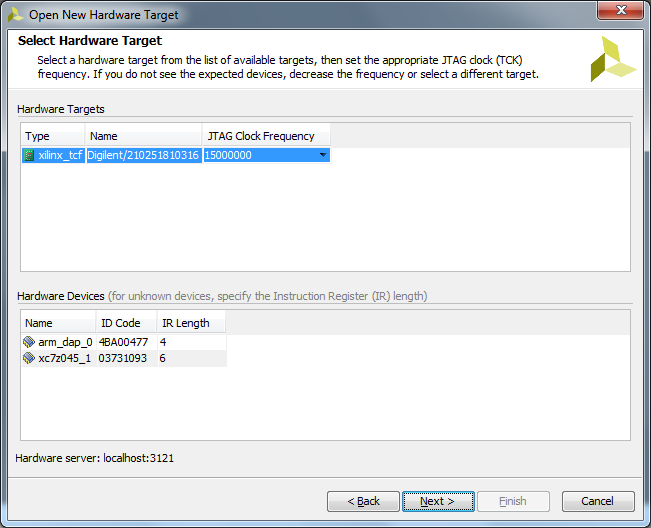 Open New Hardware Target
Select Hardware Target
Select a hardware target from the list of available targets, then set the appropriate JTAG clock (TCK)
frequency. If you do not see the expected devices, decrease the frequency or select a different target.
Hardware Targets
Type Name JTAG Clock Frequency
xilinx_tcf Digilent/210251810316 15000000
Hardware Devices (for unknown devices, specify the Instruction Register (IR) length)
Name ID Code IR Length
arm_dap_0 4BA00477 4
xc7z045_1 03731093 6
Hardware server: localhost:3121
< Back Next > Finish Cancel